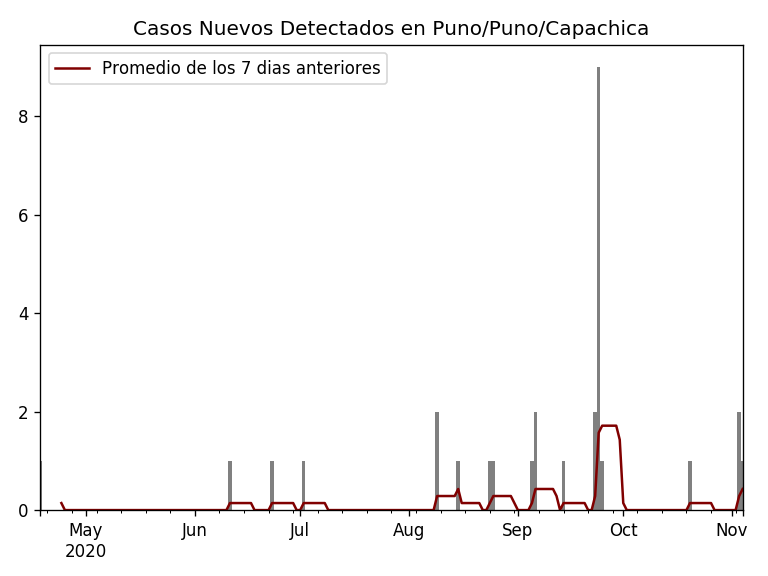 Casos Nuevos Detectados en Puno/Puno/Capachica
Promedio de los 7 dias anteriores
8
6
4
2
0
May Jun Jul Aug Sep Oct Nov
2020